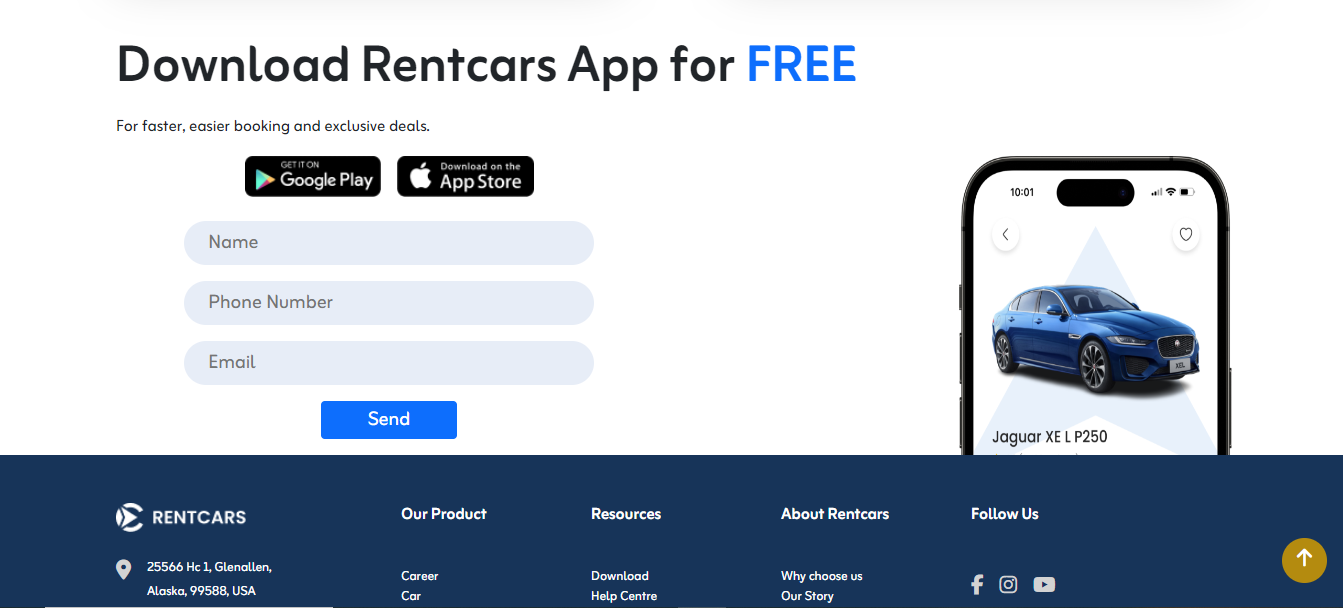 Download Rentcars App for FREE
For faster, easier booking and exclusive deals.
GET IT ON
Google Play
Download on the
App Store
Name
Phone Number
Email
Send
10:01
XEL
Jaguar XE L P250
RENTCARS
25566 Hc 1, Glenallen,
Alaska, 99588, USA
Our Product
Career
Car
Resources
Download
Help Centre
About Rentcars
Why choose us
Our Story
Follow Us